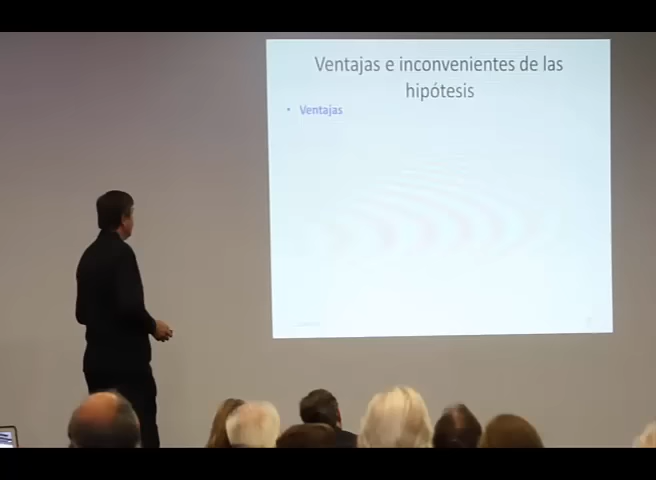 Ventajas e inconvenientes de las
hipótesis
• Ventajas